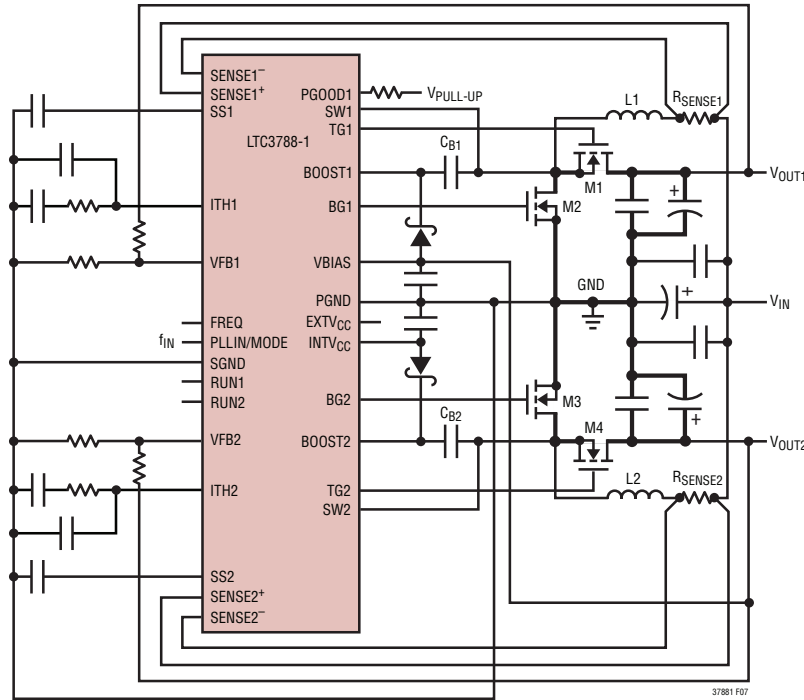 SENSE1–
SENSE1+
SS1
LTC3788-1
ITH1
VFB1
FREQ
fIN
PLLIN/MODE
SGND
RUN1
RUN2
VFB2
ITH2
SS2
SENSE2+
SENSE2–
PGOOD1
VPULL-UP
SW1
TG1
BOOST1
BG1
VBIAS
PGND
EXTVCC
INTVCC
BG2
BOOST2
TG2
SW2
CB1
CB2
L1
RSENSE1
M1
M2
+
VOUT1
GND
+
VIN
M3
M4
+
VOUT2
L2
RSENSE2
37881 F07